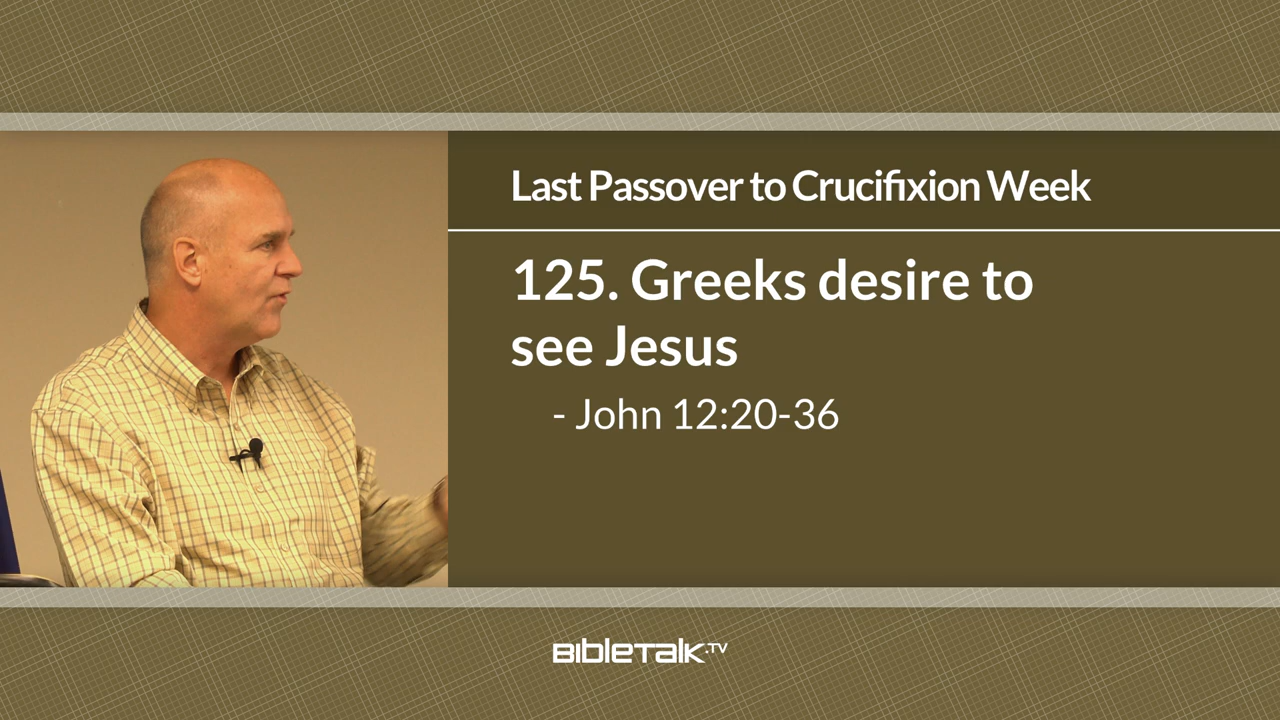 Last Passover to Crucifixion Week
125. Greeks desire to
see Jesus
- John 12:20-36
BibleTalk.TV